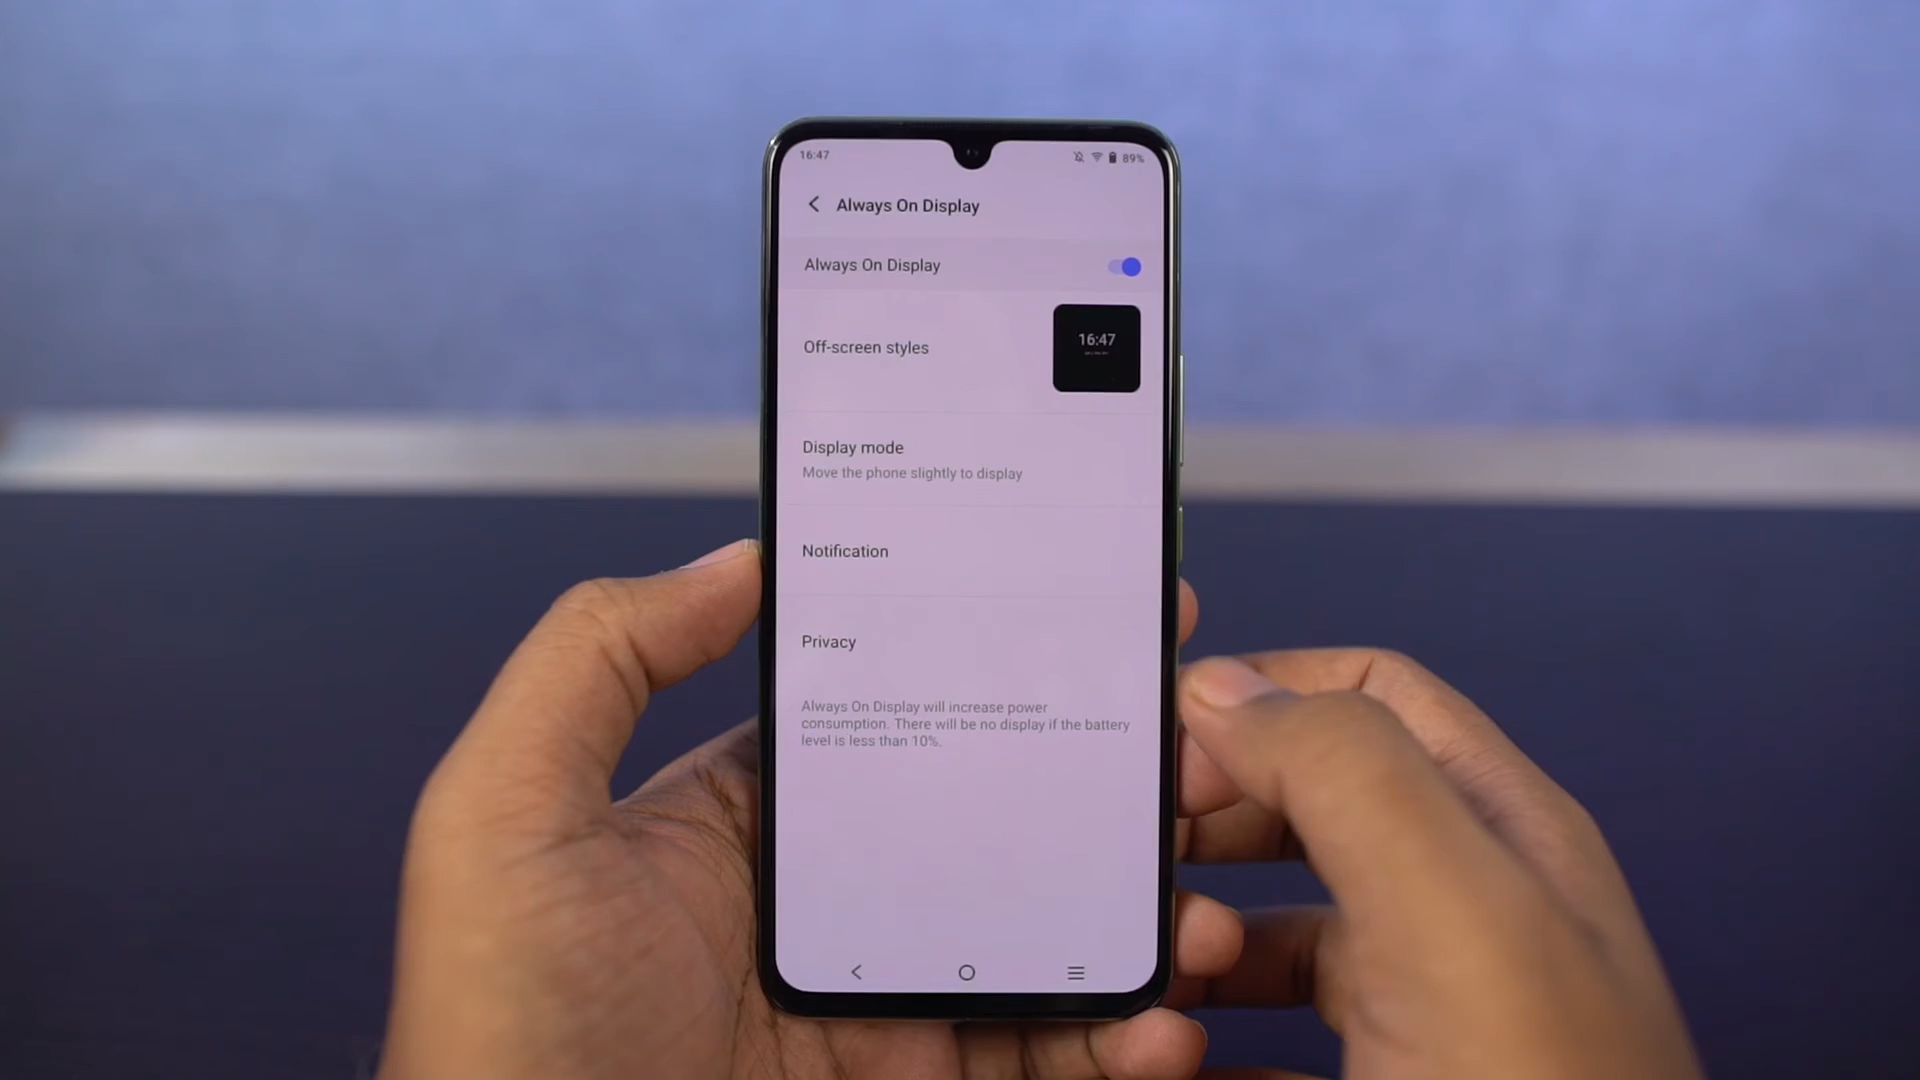 16:47
89%
Always On Display
Always On Display
Off-screen styles
16:47
Display mode
Move the phone slightly to display
Notification
Privacy
Always On Display will increase power
consumption. There will be no display if the battery
level is less than 10%.